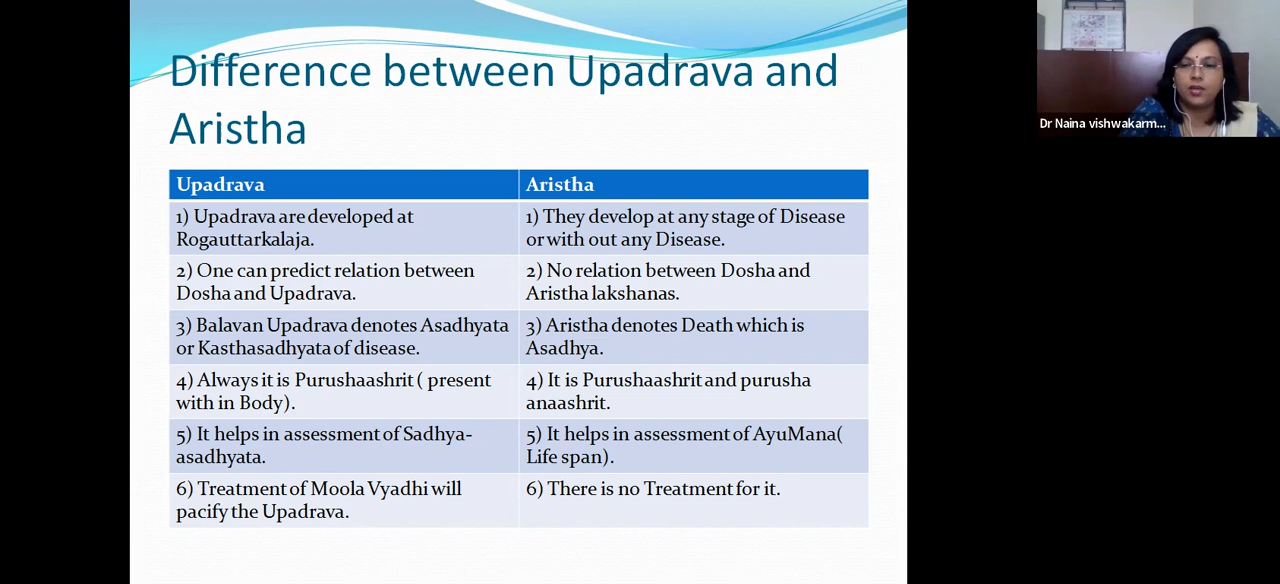 Difference between Upadrava and
Aristha
Upadrava
Aristha
1) Upadrava are developed at
Rogauttarkalaja.
1) They develop at any stage of Disease
or with out any Disease.
2) One can predict relation between
Dosha and Upadrava.
2) No relation between Dosha and
Aristha lakshanas.
3) Balavan Upadrava denotes Asadhyata
or Kasthasadhyata of disease.
3) Aristha denotes Death which is
Asadhya.
4) Always it is Purushaashrit ( present
with in Body).
4) It is Purushaashrit and purusha
anaashrit.
5) It helps in assessment of Sadhya-
asadhyata.
5) It helps in assessment of AyuMana(
Life span).
6) Treatment of Moola Vyadhi will
pacify the Upadrava.
6) There is no Treatment for it.
Dr Naina vishwakarm...